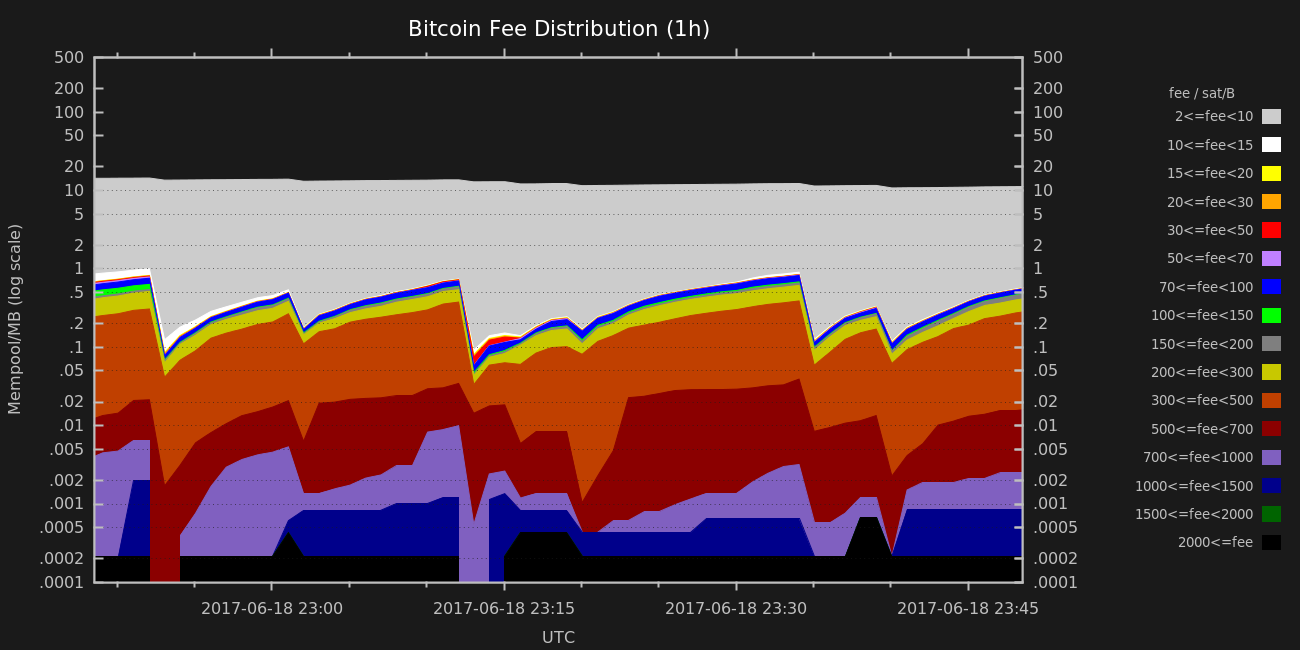 Bitcoin Fee Distribution (1h)
Mempool/MB (log scale)
500
200
100
50
20
10
5
2
1
.5
.2
.1
.05
.02
.01
.005
.002
.001
.0005
.0002
.0001
500
200
100
50
20
10
5
2
1
.5
.2
.1
.05
.02
.01
.005
.002
.001
.0005
.0002
.0001
2017-06-18 23:00
2017-06-18 23:15
2017-06-18 23:30
2017-06-18 23:45
UTC
fee / sat/B
2<=fee<10
10<=fee<15
15<=fee<20
20<=fee<30
30<=fee<50
50<=fee<70
70<=fee<100
100<=fee<150
150<=fee<200
200<=fee<300
300<=fee<500
500<=fee<700
700<=fee<1000
1000<=fee<1500
1500<=fee<2000
2000<=fee